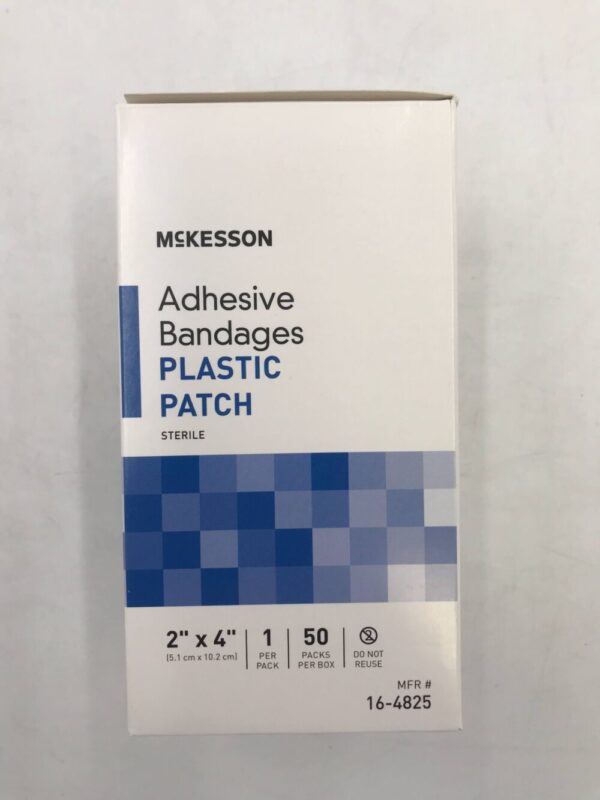 McKESSON
Adhesive
Bandages
PLASTIC
PATCH
STERILE
2" x 4"
(5.1 cm x 10.2 cm)
1
PER
PACK
50
PACKS
PER BOX
2
DO NOT
REUSE
MFR #
16-4825